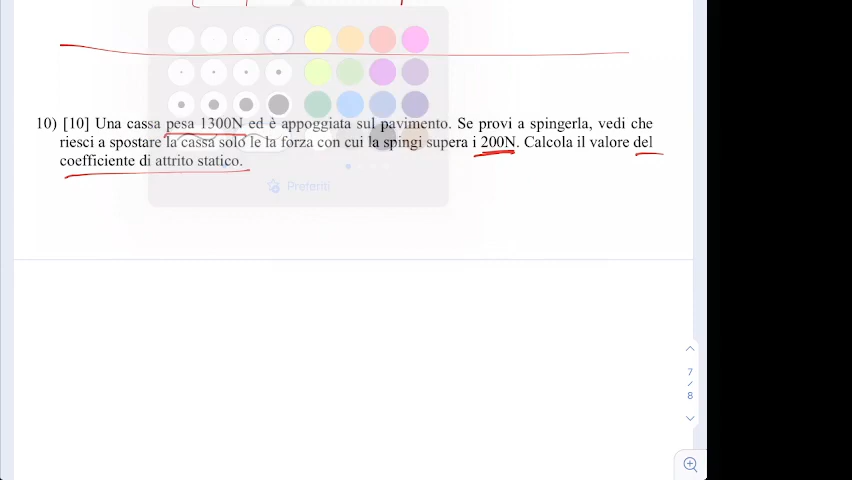 10) [10] Una cassa pesa 1300N ed è appoggiata sul pavimento. Se provi a spingerla, vedi che
riesci a spostare la cassa solo le la forza con cui la spingi supera i 200N. Calcola il valore del
coefficiente di attrito statico.
Preferiti
7
/
8